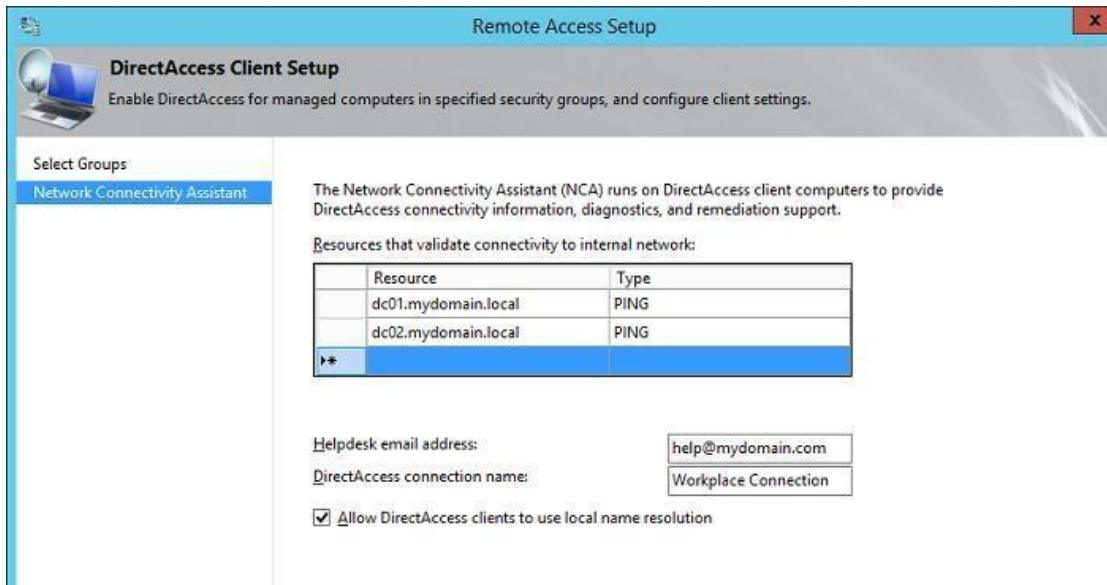 Remote Access Setup
x
DirectAccess Client Setup
Enable DirectAccess for managed computers in specified security groups, and configure client settings.
Select Groups
Network Connectivity Assistant
The Network Connectivity Assistant (NCA) runs on DirectAccess client computers to provide
DirectAccess connectivity information, diagnostics, and remediation support.
Resources that validate connectivity to internal network:
Resource Type
dc01.mydomain.local PING
dc02.mydomain.local PING
Helpdesk email address: help@mydomain.com
DirectAccess connection name: Workplace Connection
Allow DirectAccess clients to use local name resolution